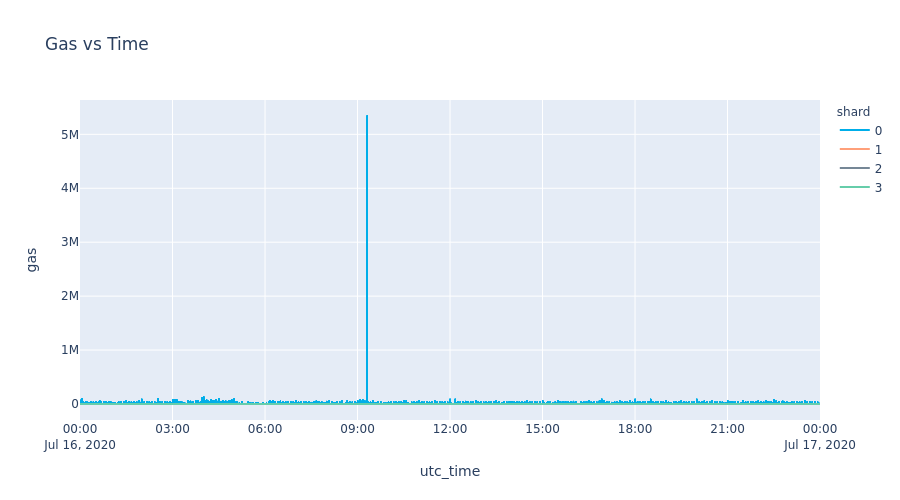 Gas vs Time
shard
0
1
2
3
5M
4M
3M
2M
1M
0
gas
00:00 03:00 06:00 09:00 12:00 15:00 18:00 21:00 00:00
Jul 16, 2020 Jul 17, 2020
utc_time